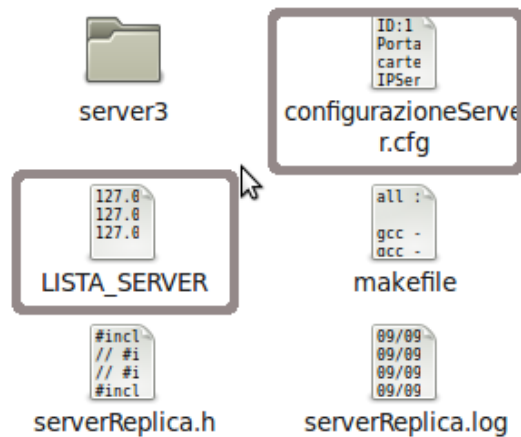 server3
ID:1
Porta
carte
IPSer
configurazioneServe
r.cfg
127.0
127.0
127.0
LISTA_SERVER
all :
gcc -
gcc -
makefile
#incl
// #i
// #i
#incl
serverReplica.h
09/09
09/09
09/09
09/09
serverReplica.log